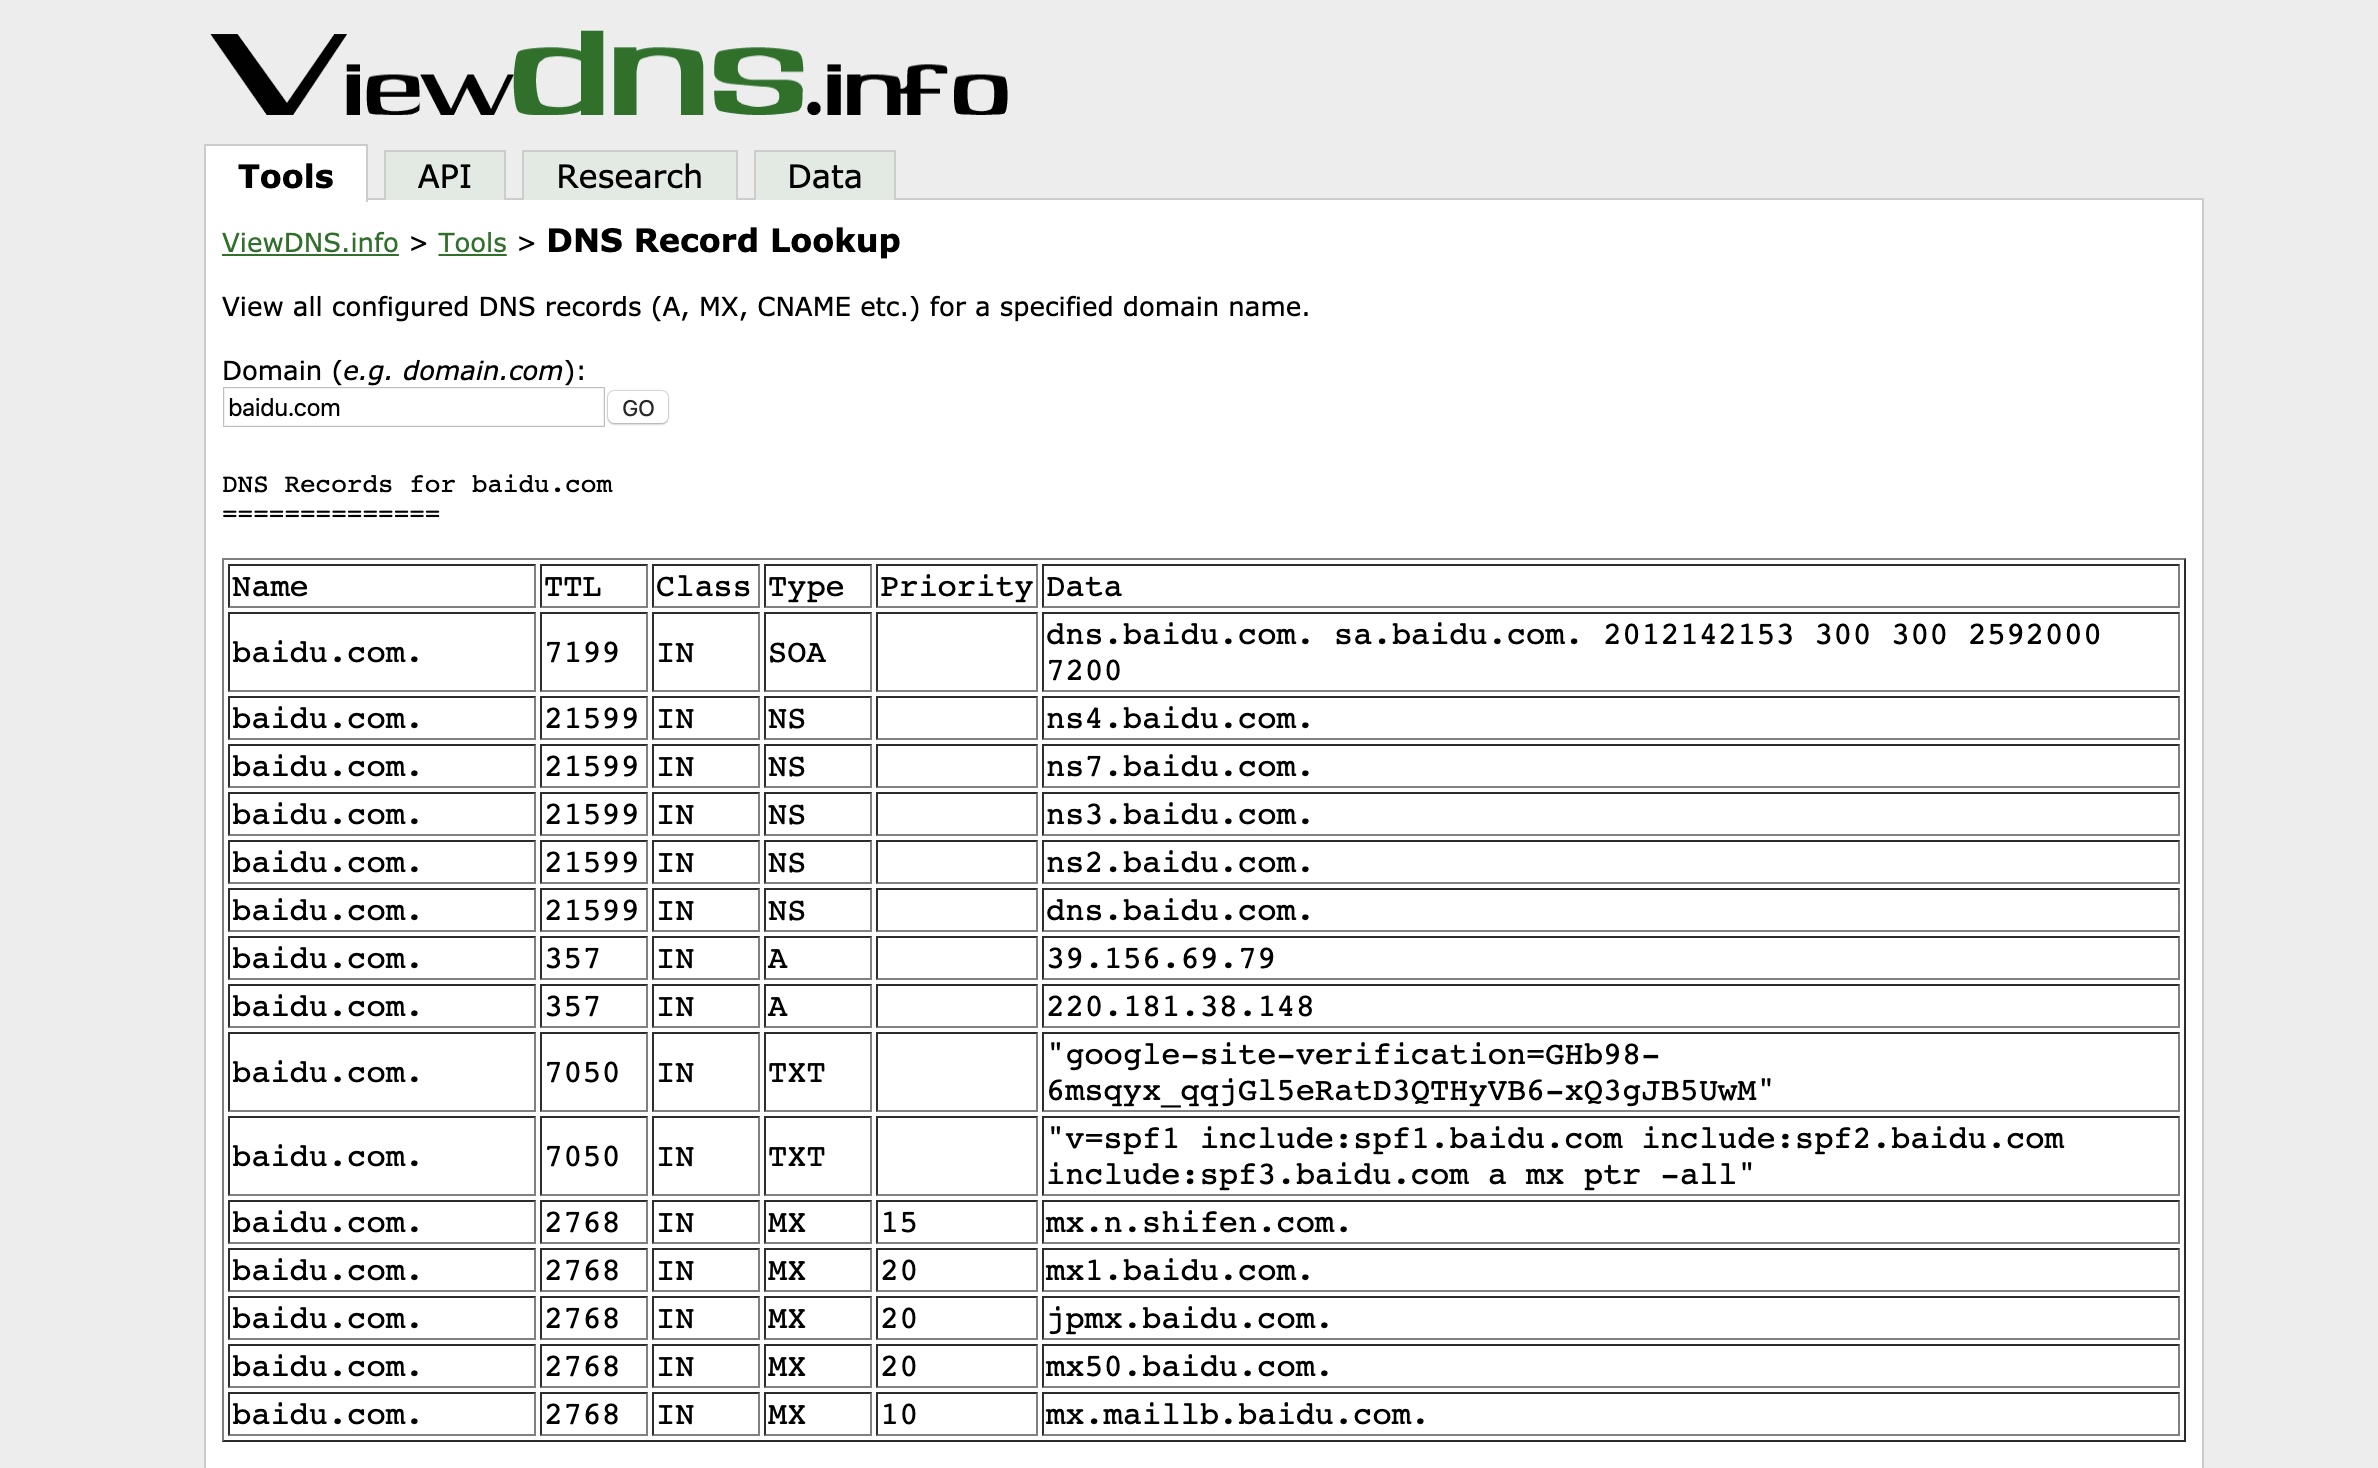 Viewdns.info
Tools API Research Data
ViewDNS.info > Tools > DNS Record Lookup
View all configured DNS records (A, MX, CNAME etc.) for a specified domain name.
Domain (e.g. domain.com):
baidu.com GO
DNS Records for baidu.com
==============
Name TTL Class Type Priority Data
baidu.com. 7199 IN SOA dns.baidu.com. sa.baidu.com. 2012142153 300 300 2592000
7200
baidu.com. 21599 IN NS ns4.baidu.com.
baidu.com. 21599 IN NS ns7.baidu.com.
baidu.com. 21599 IN NS ns3.baidu.com.
baidu.com. 21599 IN NS ns2.baidu.com.
baidu.com. 21599 IN NS dns.baidu.com.
baidu.com. 357 IN A 39.156.69.79
baidu.com. 357 IN A 220.181.38.148
baidu.com. 7050 IN TXT "google-site-verification=GHb98-
6msqyx_qqjGl5eRatD3QTHyVB6-xQ3gJB5UwM"
baidu.com. 7050 IN TXT "v=spf1 include:spf1.baidu.com include:spf2.baidu.com
include:spf3.baidu.com a mx ptr -all"
baidu.com. 2768 IN MX 15 mx.n.shifen.com.
baidu.com. 2768 IN MX 20 mx1.baidu.com.
baidu.com. 2768 IN MX 20 jpmx.baidu.com.
baidu.com. 2768 IN MX 20 mx50.baidu.com.
baidu.com. 2768 IN MX 10 mx.maillb.baidu.com.